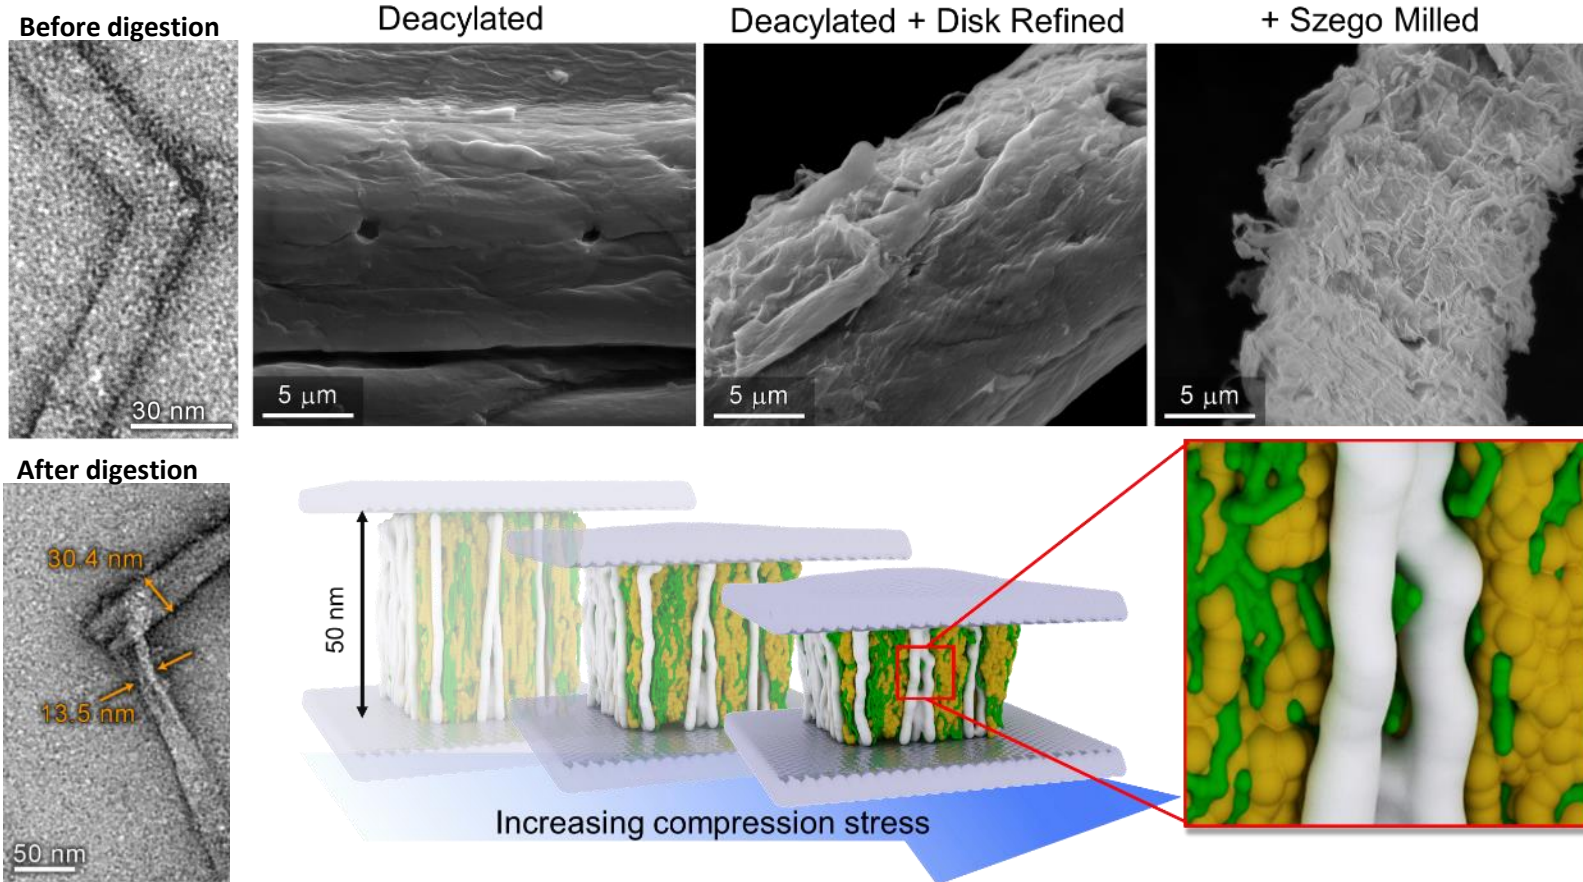 Before digestion
Deacylated
Deacylated + Disk Refined
+ Szego Milled
30 nm
5 μm
5 μm
5 μm
After digestion
30.4 nm
13.5 nm
50 nm
50 nm
Increasing compression stress